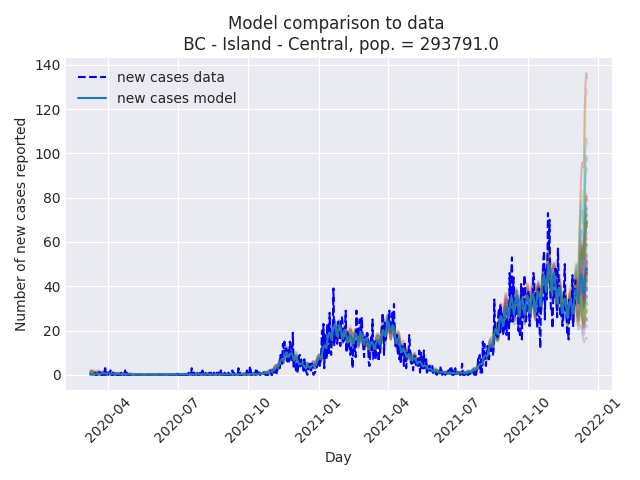 Model comparison to data
BC - Island - Central, pop. = 293791.0
140
120
100
80
60
40
20
0
Number of new cases reported
new cases data
new cases model
2020-04
2020-07
2020-10
2021-01
2021-04
2021-07
2021-10
2022-01
Day